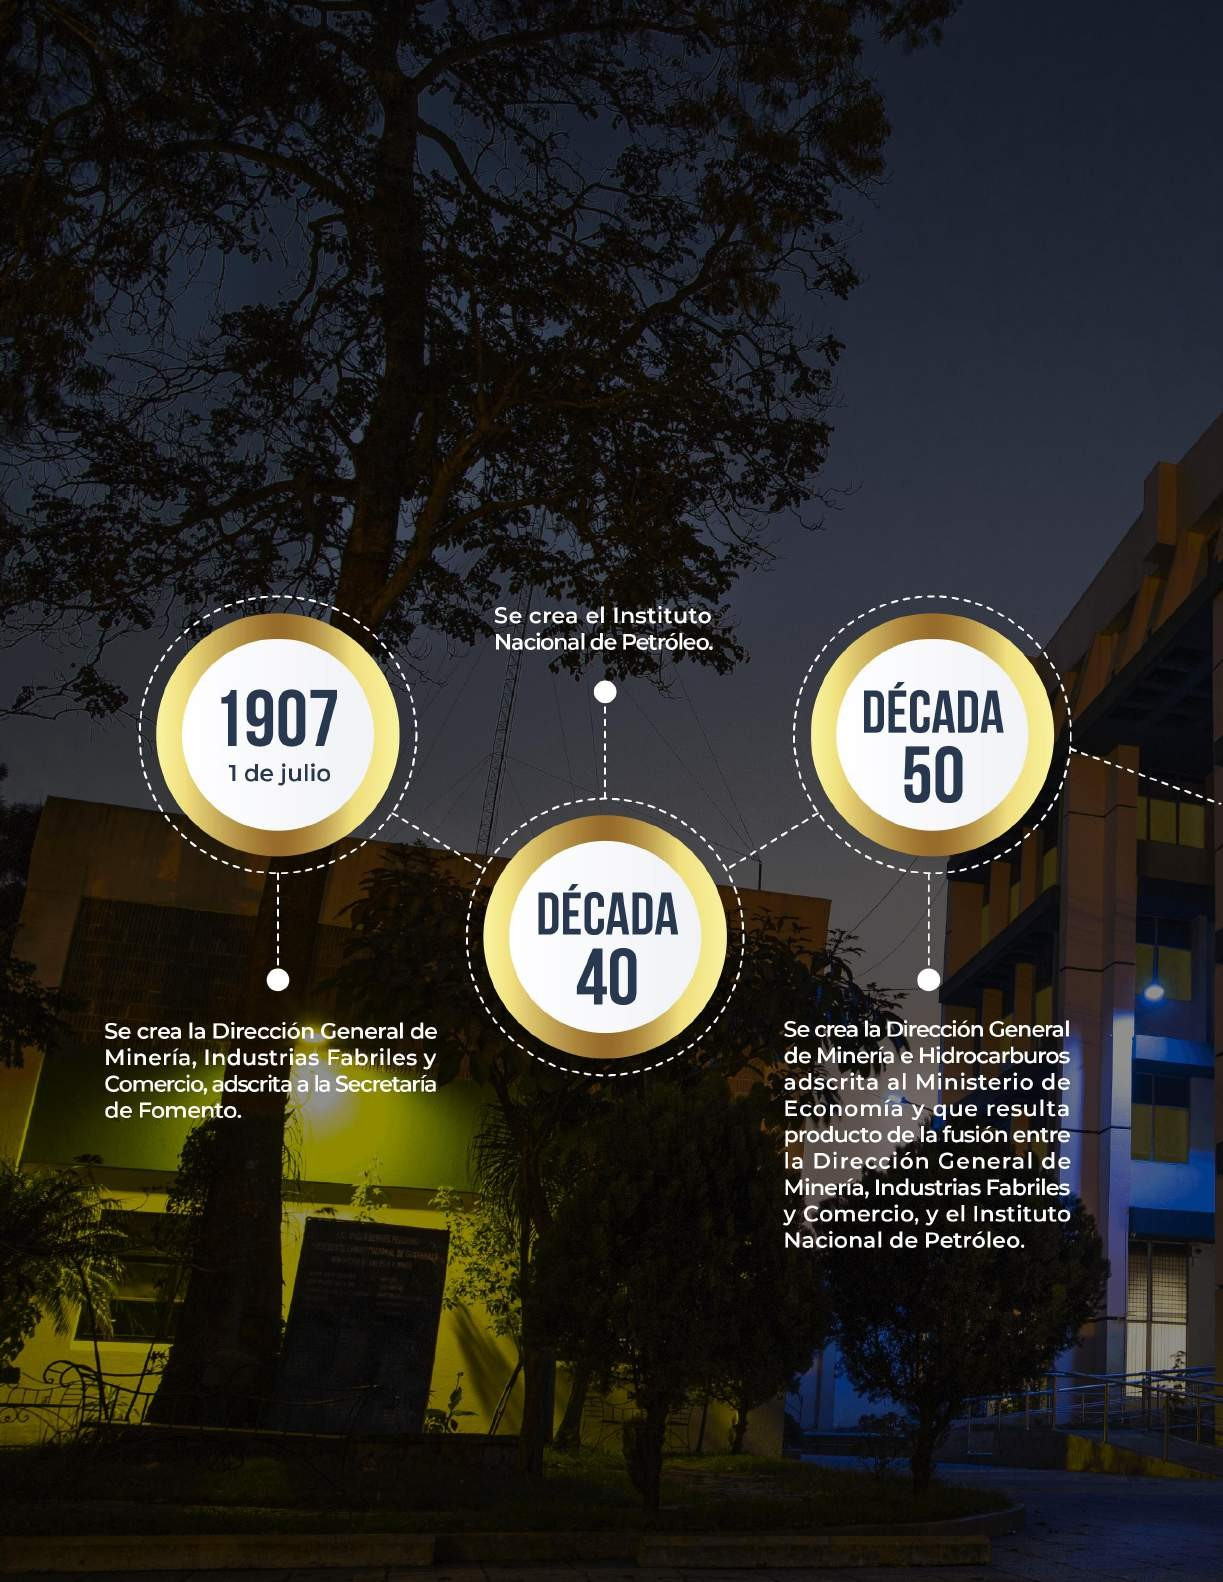 Se crea el Instituto
Nacional de Petróleo.
1907
1 de julio
DÉCADA
50
DÉCADA
40
Se crea la Dirección General de
Minería, Industrias Fabriles y
Comercio, adscrita a la Secretaría
de Fomento.
Se crea la Dirección General
de Minería e Hidrocarburos
adscrita al Ministerio de
Economía y que resulta
producto de la fusión entre
la Dirección General de
Minería, Industrias Fabriles
y Comercio, y el Instituto
Nacional de Petróleo.